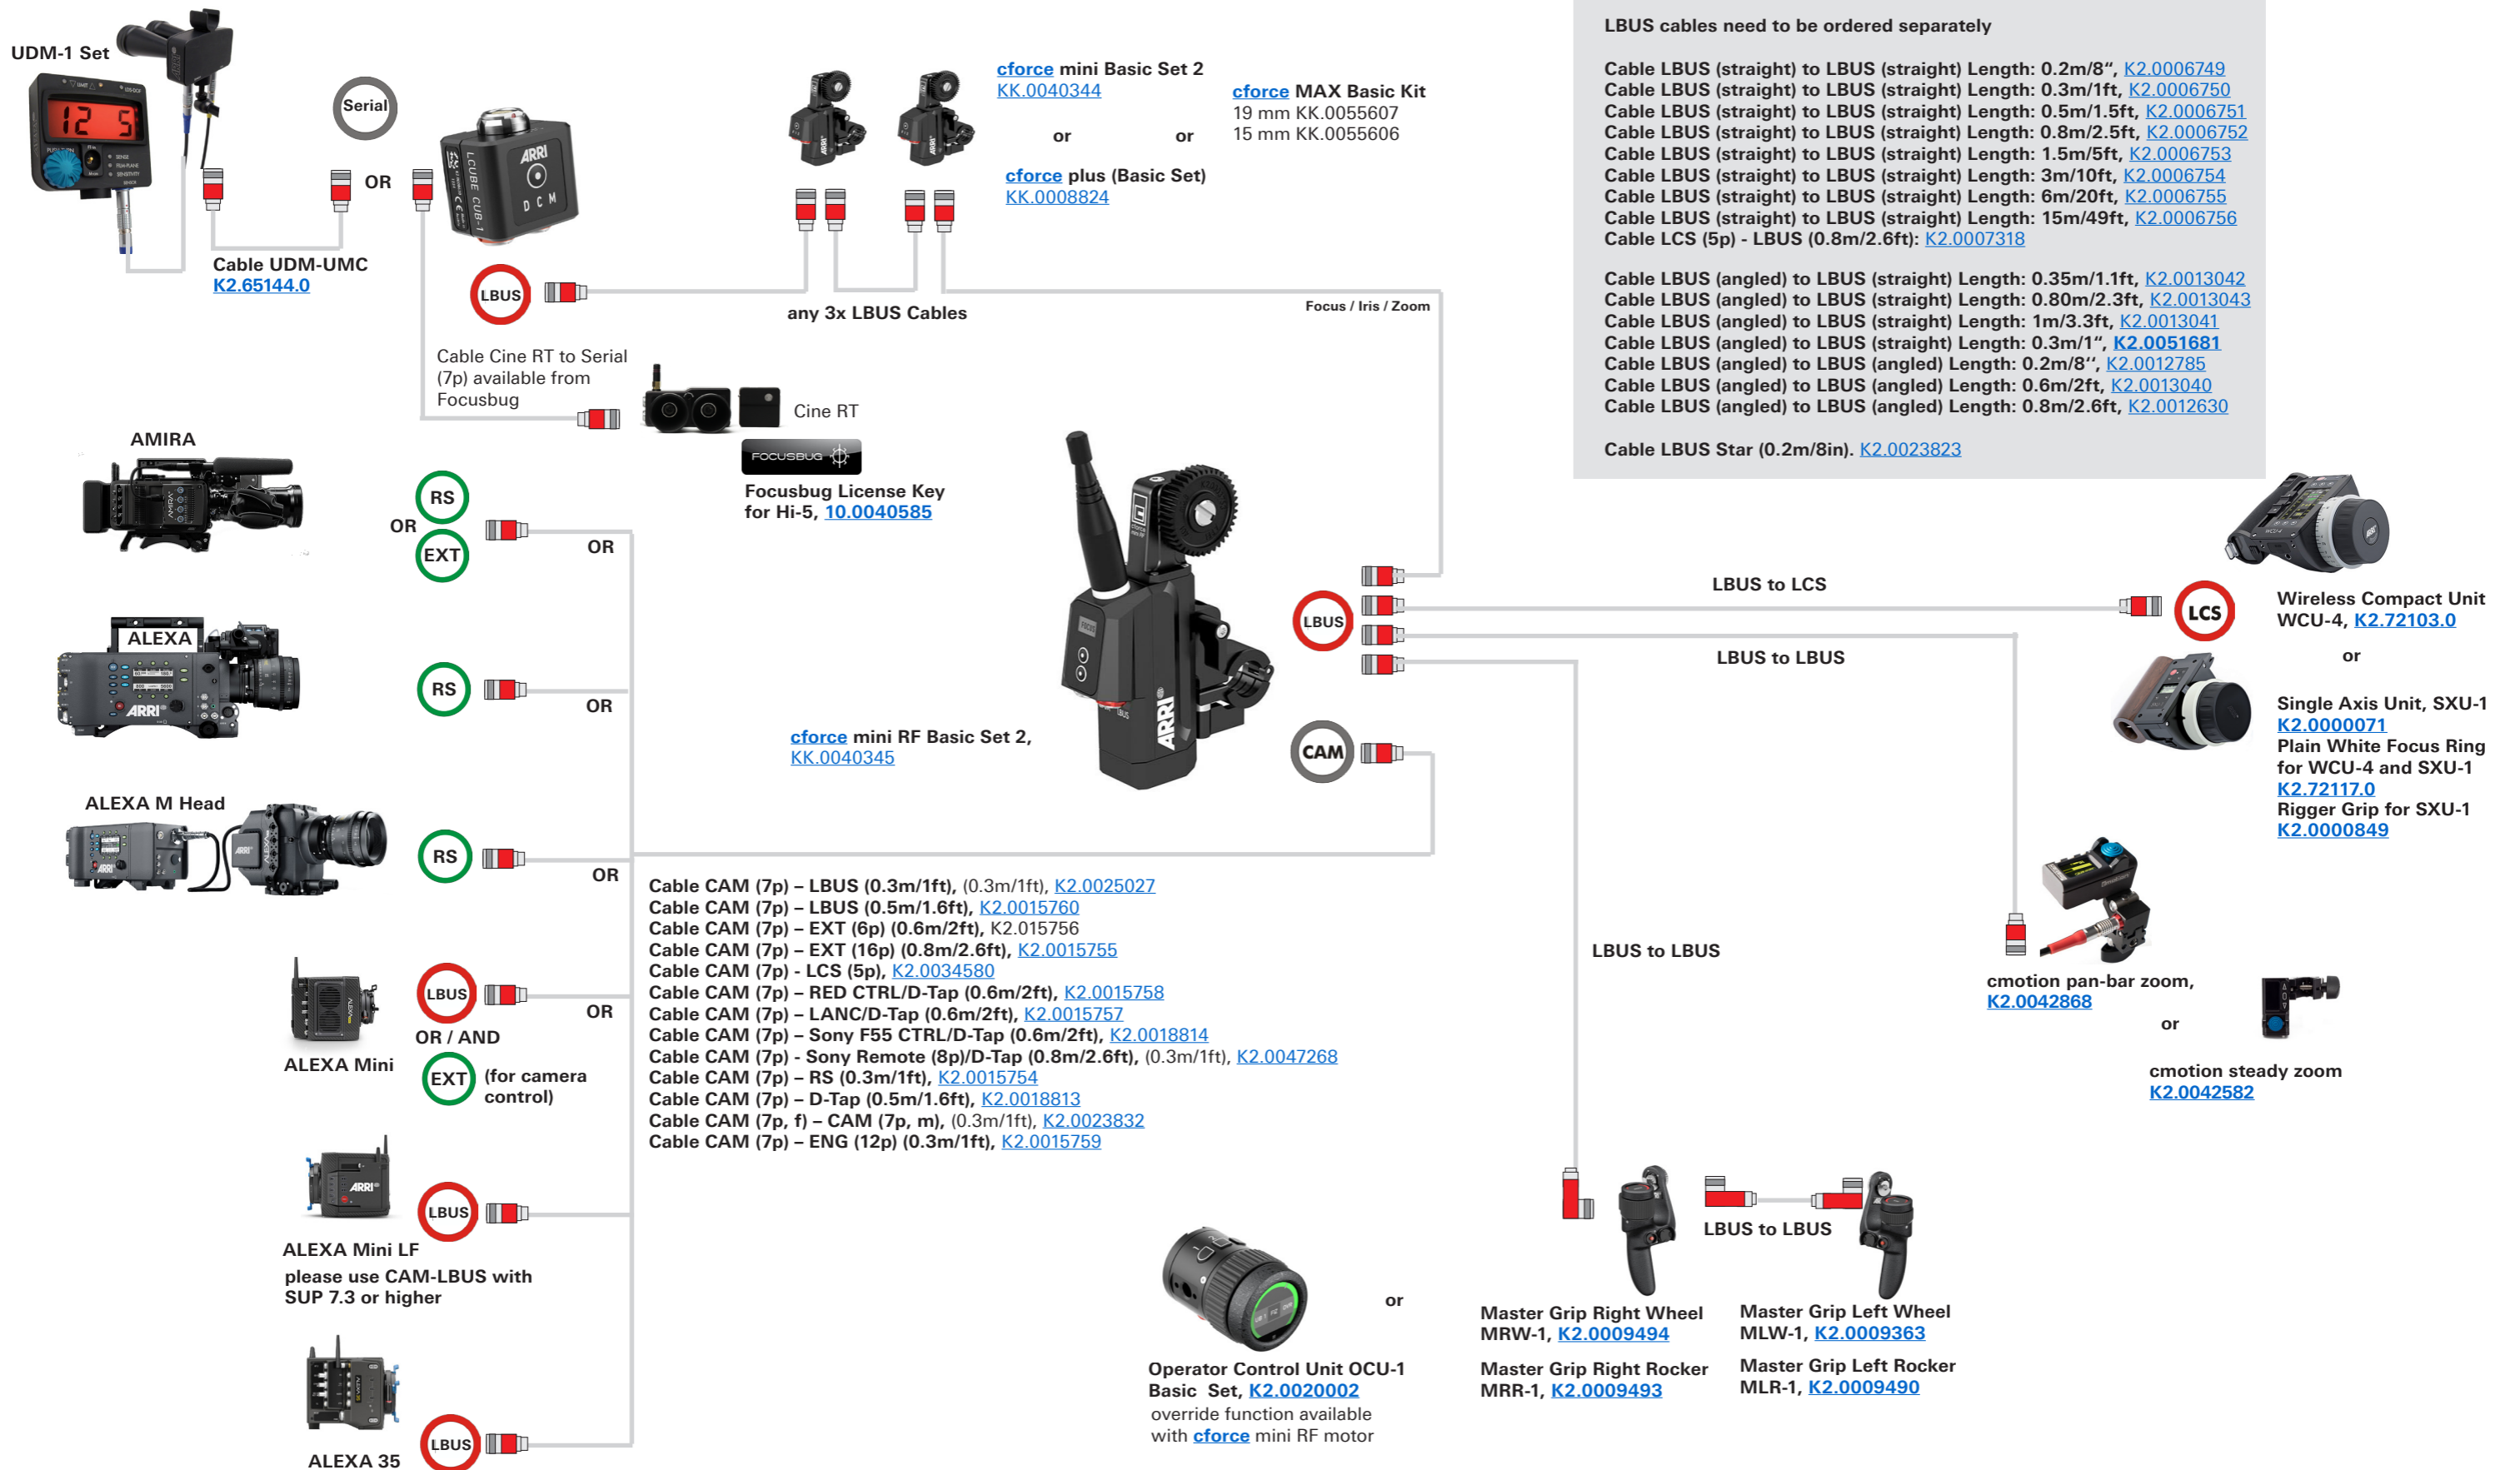 UDM-1 Set
12 5
Serial
OR
ARRI
LCUBE CUB-1
DCM
Cable UDM-UMC
K2.65144.0
LBUS
cforce mini Basic Set 2
KK.0040344
or
or
cforce plus (Basic Set)
KK.0008824
cforce MAX Basic Kit
19 mm KK.0055607
15 mm KK.0055606
any 3x LBUS Cables
Focus / Iris / Zoom
LBUS cables need to be ordered separately
Cable LBUS (straight) to LBUS (straight) Length: 0.2m/8“, K2.0006749
Cable LBUS (straight) to LBUS (straight) Length: 0.3m/1ft, K2.0006750
Cable LBUS (straight) to LBUS (straight) Length: 0.5m/1.5ft, K2.0006751
Cable LBUS (straight) to LBUS (straight) Length: 0.8m/2.5ft, K2.0006752
Cable LBUS (straight) to LBUS (straight) Length: 1.5m/5ft, K2.0006753
Cable LBUS (straight) to LBUS (straight) Length: 3m/10ft, K2.0006754
Cable LBUS (straight) to LBUS (straight) Length: 6m/20ft, K2.0006755
Cable LBUS (straight) to LBUS (straight) Length: 15m/49ft, K2.0006756
Cable LCS (5p) - LBUS (0.8m/2.6ft): K2.0007318
Cable LBUS (angled) to LBUS (straight) Length: 0.35m/1.1ft, K2.0013042
Cable LBUS (angled) to LBUS (straight) Length: 0.80m/2.3ft, K2.0013043
Cable LBUS (angled) to LBUS (straight) Length: 1m/3.3ft, K2.0013041
Cable LBUS (angled) to LBUS (straight) Length: 0.3m/1“, K2.0051681
Cable LBUS (angled) to LBUS (angled) Length: 0.2m/8‘‘, K2.0012785
Cable LBUS (angled) to LBUS (angled) Length: 0.6m/2ft, K2.0013040
Cable LBUS (angled) to LBUS (angled) Length: 0.8m/2.6ft, K2.0012630
Cable LBUS Star (0.2m/8in). K2.0023823
Cable Cine RT to Serial
(7p) available from
Focusbug
Cine RT
FOCUSBUG
Focusbug License Key
for Hi-5, 10.0040585
AMIRA
RS
OR
EXT
OR
ALEXA
ARRI
RS
OR
ALEXA M Head
RS
OR
cforce mini RF Basic Set 2,
KK.0040345
ARRI
LBUS
CAM
LBUS to LCS
LCS
LBUS to LBUS
LBUS to LBUS
Wireless Compact Unit
WCU-4, K2.72103.0
or
Single Axis Unit, SXU-1
K2.0000071
Plain White Focus Ring
for WCU-4 and SXU-1
K2.72117.0
Rigger Grip for SXU-1
K2.0000849
cmotion pan-bar zoom,
K2.0042868
or
cmotion steady zoom
K2.0042582
Cable CAM (7p) – LBUS (0.3m/1ft), (0.3m/1ft), K2.0025027
Cable CAM (7p) – LBUS (0.5m/1.6ft), K2.0015760
Cable CAM (7p) – EXT (6p) (0.6m/2ft), K2.015756
Cable CAM (7p) – EXT (16p) (0.8m/2.6ft), K2.0015755
Cable CAM (7p) - LCS (5p), K2.0034580
Cable CAM (7p) – RED CTRL/D-Tap (0.6m/2ft), K2.0015758
Cable CAM (7p) – LANC/D-Tap (0.6m/2ft), K2.0015757
Cable CAM (7p) – Sony F55 CTRL/D-Tap (0.6m/2ft), K2.0018814
Cable CAM (7p) - Sony Remote (8p)/D-Tap (0.8m/2.6ft), (0.3m/1ft), K2.0047268
Cable CAM (7p) – RS (0.3m/1ft), K2.0015754
Cable CAM (7p) – D-Tap (0.5m/1.6ft), K2.0018813
Cable CAM (7p, f) – CAM (7p, m), (0.3m/1ft), K2.0023832
Cable CAM (7p) – ENG (12p) (0.3m/1ft), K2.0015759
LBUS
OR
OR / AND
ALEXA Mini
EXT
(for camera
control)
ARRI
LBUS
ALEXA Mini LF
please use CAM-LBUS with
SUP 7.3 or higher
LBUS
ALEXA 35
LBUS to LBUS
Operator Control Unit OCU-1
Basic Set, K2.0020002
override function available
with cforce mini RF motor
or
Master Grip Right Wheel
MRW-1, K2.0009494
Master Grip Right Rocker
MRR-1, K2.0009493
Master Grip Left Wheel
MLW-1, K2.0009363
Master Grip Left Rocker
MLR-1, K2.0009490